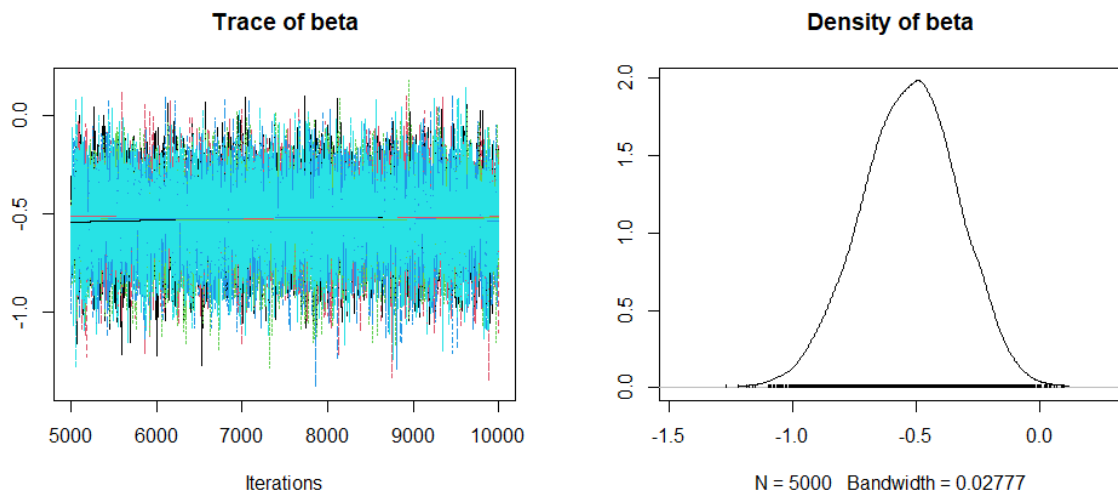 Trace of beta
0.0
-0.5
-1.0
5000 6000 7000 8000 9000 10000
Iterations
Density of beta
2.0
1.5
1.0
0.5
0.0
-1.5 -1.0 -0.5 0.0
N = 5000 Bandwidth = 0.02777